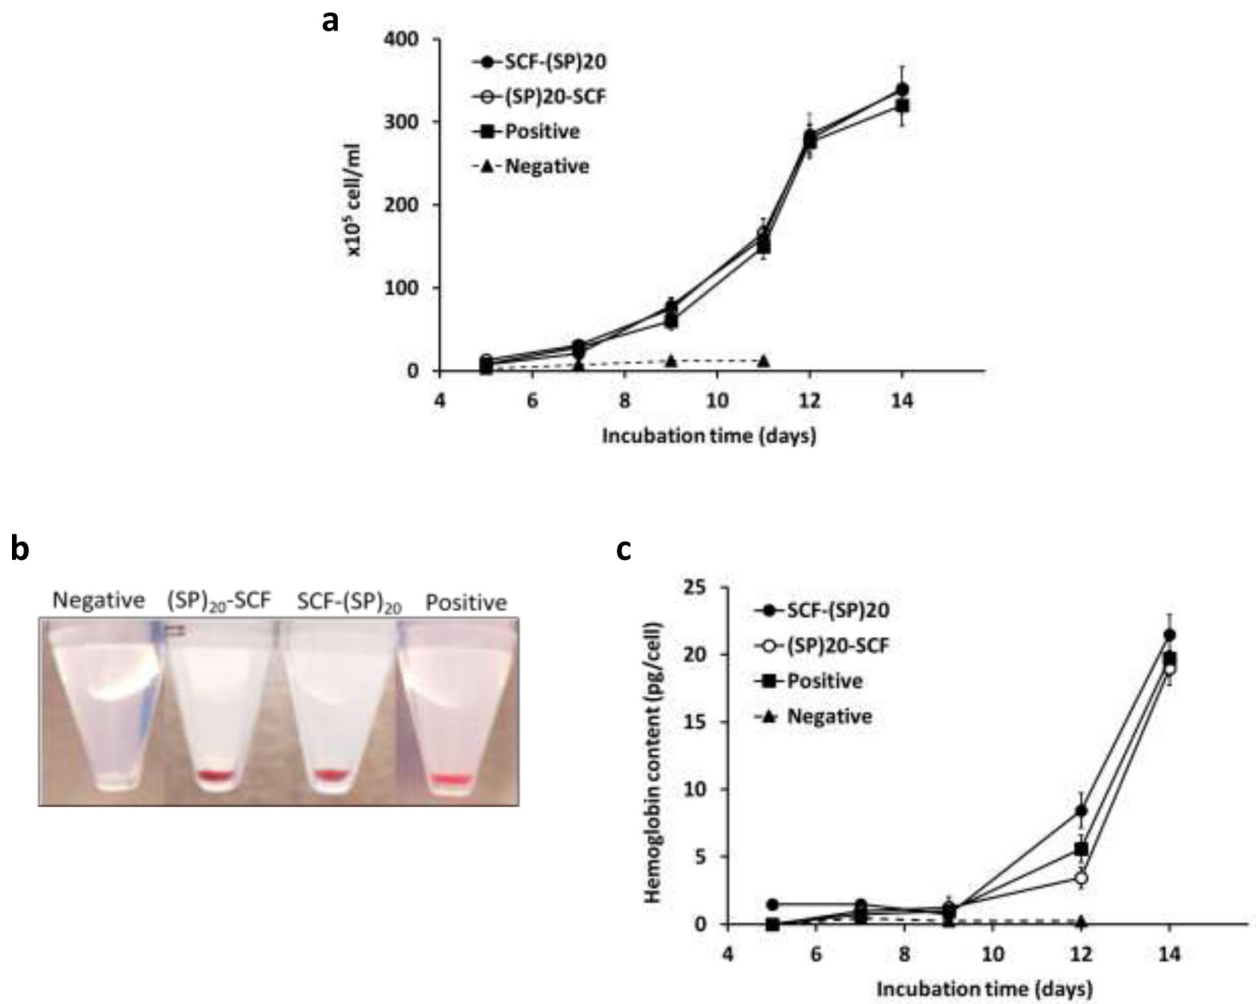 a
400
300
200
100
0
x10⁵ cell/ml
SCF-(SP)20
(SP)20-SCF
Positive
Negative
4 6 8 10 12 14
Incubation time (days)
b
Negative (SP)₂₀-SCF SCF-(SP)₂₀ Positive
c
25
20
15
10
5
0
Hemoglobin content (pg/cell)
SCF-(SP)20
(SP)20-SCF
Positive
Negative
4 6 8 10 12 14
Incubation time (days)